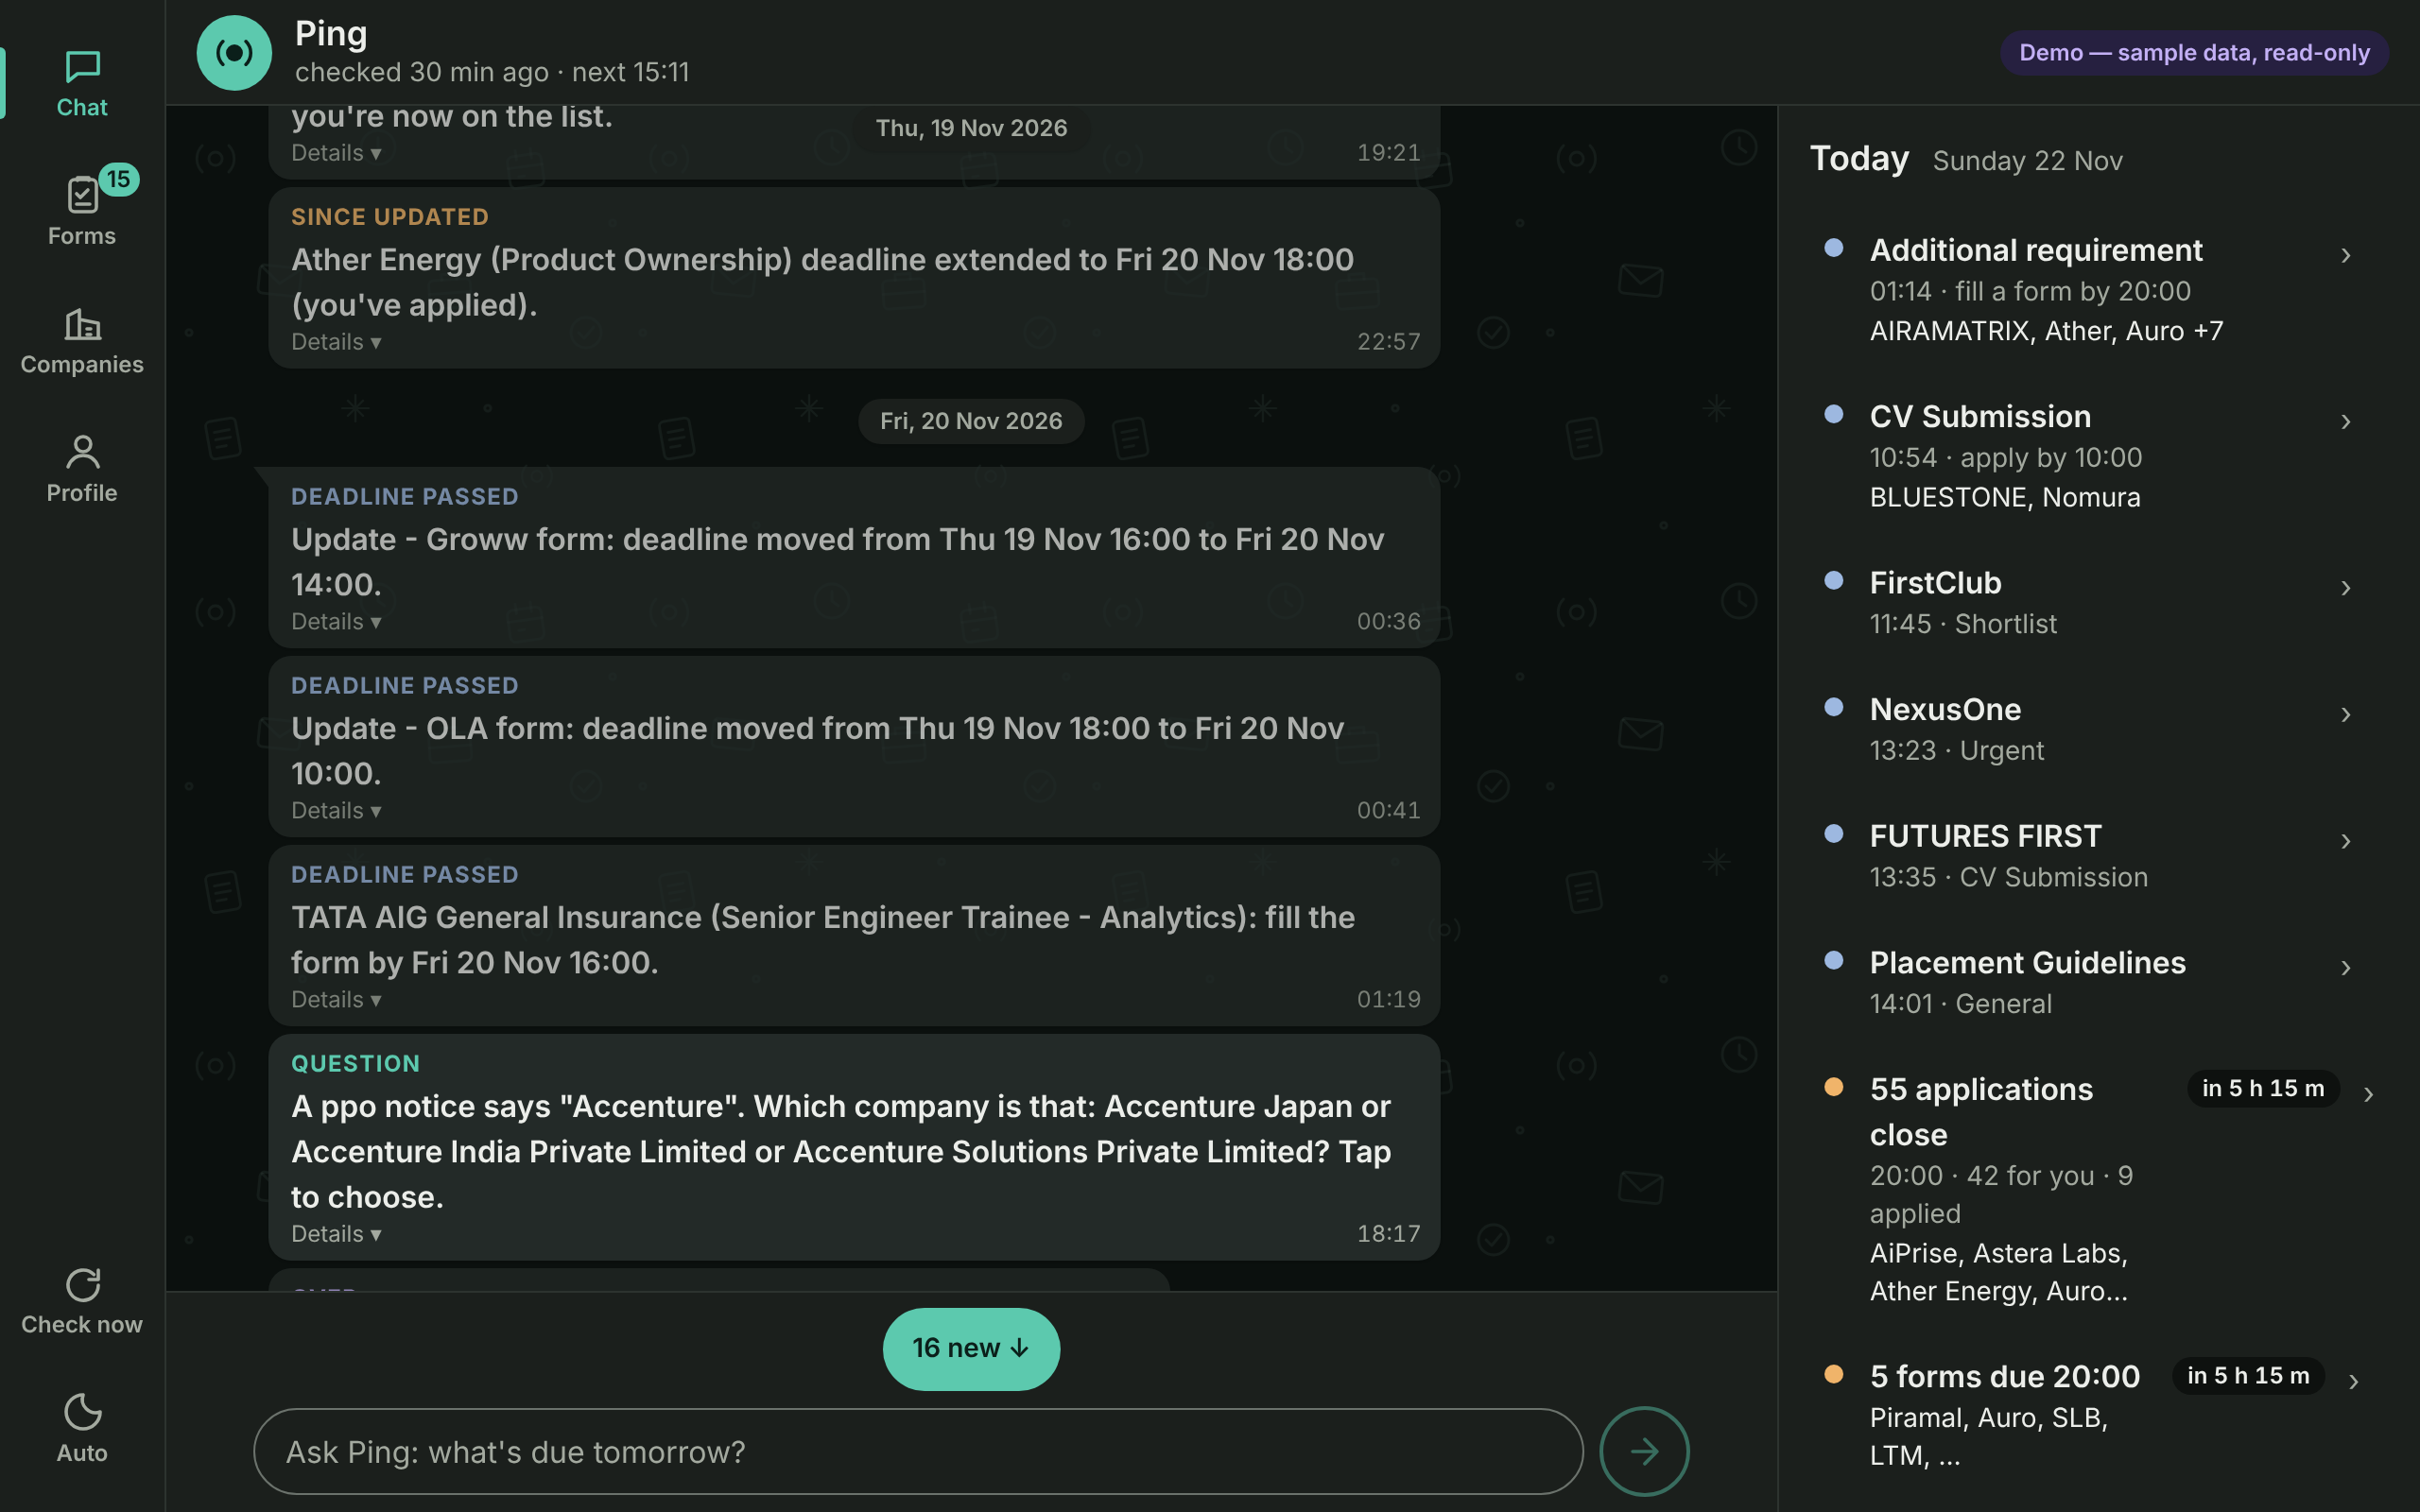 Chat
15
Forms
Companies
Profile
Check now
Auto
Ping
checked 30 min ago · next 15:11
Demo — sample data, read-only
you're now on the list.
Thu, 19 Nov 2026
Details ▾
19:21
SINCE UPDATED
Ather Energy (Product Ownership) deadline extended to Fri 20 Nov 18:00
(you've applied).
Details ▾
22:57
Fri, 20 Nov 2026
DEADLINE PASSED
Update - Groww form: deadline moved from Thu 19 Nov 16:00 to Fri 20 Nov
14:00.
Details ▾
00:36
DEADLINE PASSED
Update - OLA form: deadline moved from Thu 19 Nov 18:00 to Fri 20 Nov
10:00.
Details ▾
00:41
DEADLINE PASSED
TATA AIG General Insurance (Senior Engineer Trainee - Analytics): fill the
form by Fri 20 Nov 16:00.
Details ▾
01:19
QUESTION
A ppo notice says "Accenture". Which company is that: Accenture Japan or
Accenture India Private Limited or Accenture Solutions Private Limited? Tap
to choose.
Details ▾
18:17
16 new ↓
Ask Ping: what's due tomorrow?
Today Sunday 22 Nov
Additional requirement
01:14 · fill a form by 20:00
AIRAMATRIX, Ather, Auro +7
CV Submission
10:54 · apply by 10:00
BLUESTONE, Nomura
FirstClub
11:45 · Shortlist
NexusOne
13:23 · Urgent
FUTURES FIRST
13:35 · CV Submission
Placement Guidelines
14:01 · General
55 applications
close
in 5 h 15 m
20:00 · 42 for you · 9
applied
AiPrise, Astera Labs,
Ather Energy, Auro...
5 forms due 20:00
in 5 h 15 m
Piramal, Auro, SLB,
LTM, ...